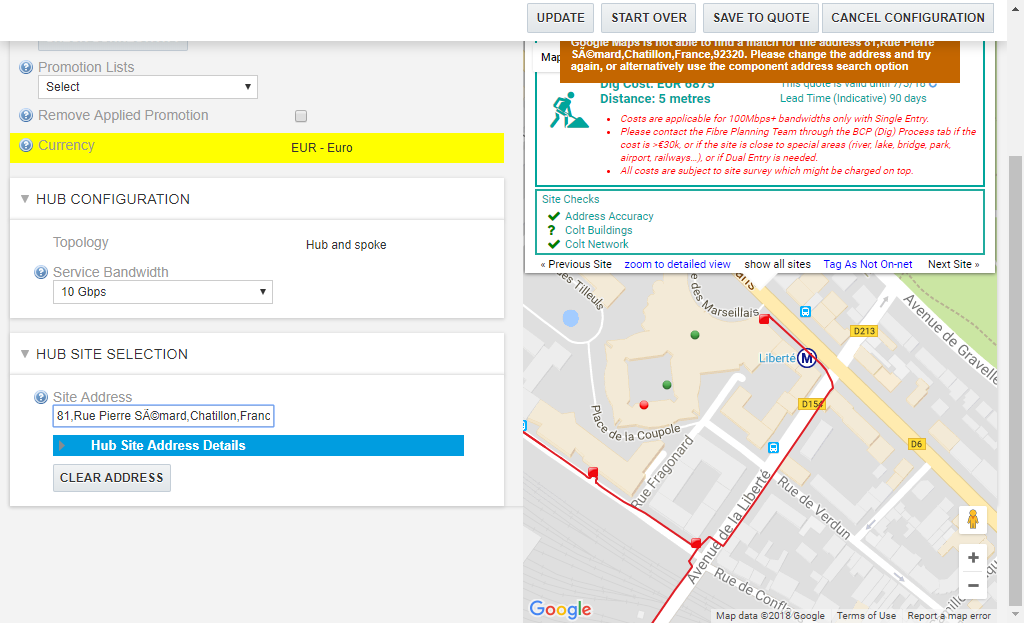 UPDATE
START OVER
SAVE TO QUOTE
CANCEL CONFIGURATION
Promotion Lists
Select
Remove Applied Promotion
Currency
EUR - Euro
HUB CONFIGURATION
Topology
Hub and spoke
Service Bandwidth
10 Gbps
HUB SITE SELECTION
Site Address
81,Rue Pierre SÃ©mard,Chatillon,Franc
Hub Site Address Details
CLEAR ADDRESS
Google Maps is not able to find a match for the address 81,Rue Pierre
SÃ©mard,Chatillon,France,92320. Please change the address and try
again, or alternatively use the component address search option
Map
Dig Cost: EUR 6875
This quote is valid until 7/5/18
Distance: 5 metres
Lead Time (Indicative) 90 days
Costs are applicable for 100Mbps+ bandwidths only with Single Entry.
Please contact the Fibre Planning Team through the BCP (Dig) Process tab if the
cost is >€30k, or if the site is close to special areas (river, lake, bridge, park,
airport, railways...), or if Dual Entry is needed.
All costs are subject to site survey which might be charged on top.
Site Checks
Address Accuracy
? Colt Buildings
Colt Network
« Previous Site
zoom to detailed view
show all sites
Tag As Not On-net
Next Site »
des Tilleuls
e des Marseillais
ans
D213
Avenue de Gravelle
Liberté
M
D154
Place de la Coupole
D6
Rue Fragonard
Avenue de la Liberté
Rue de Verdun
Rue de Confl
+
−
Google
Map data ©2018 Google
Terms of Use
Report a map error